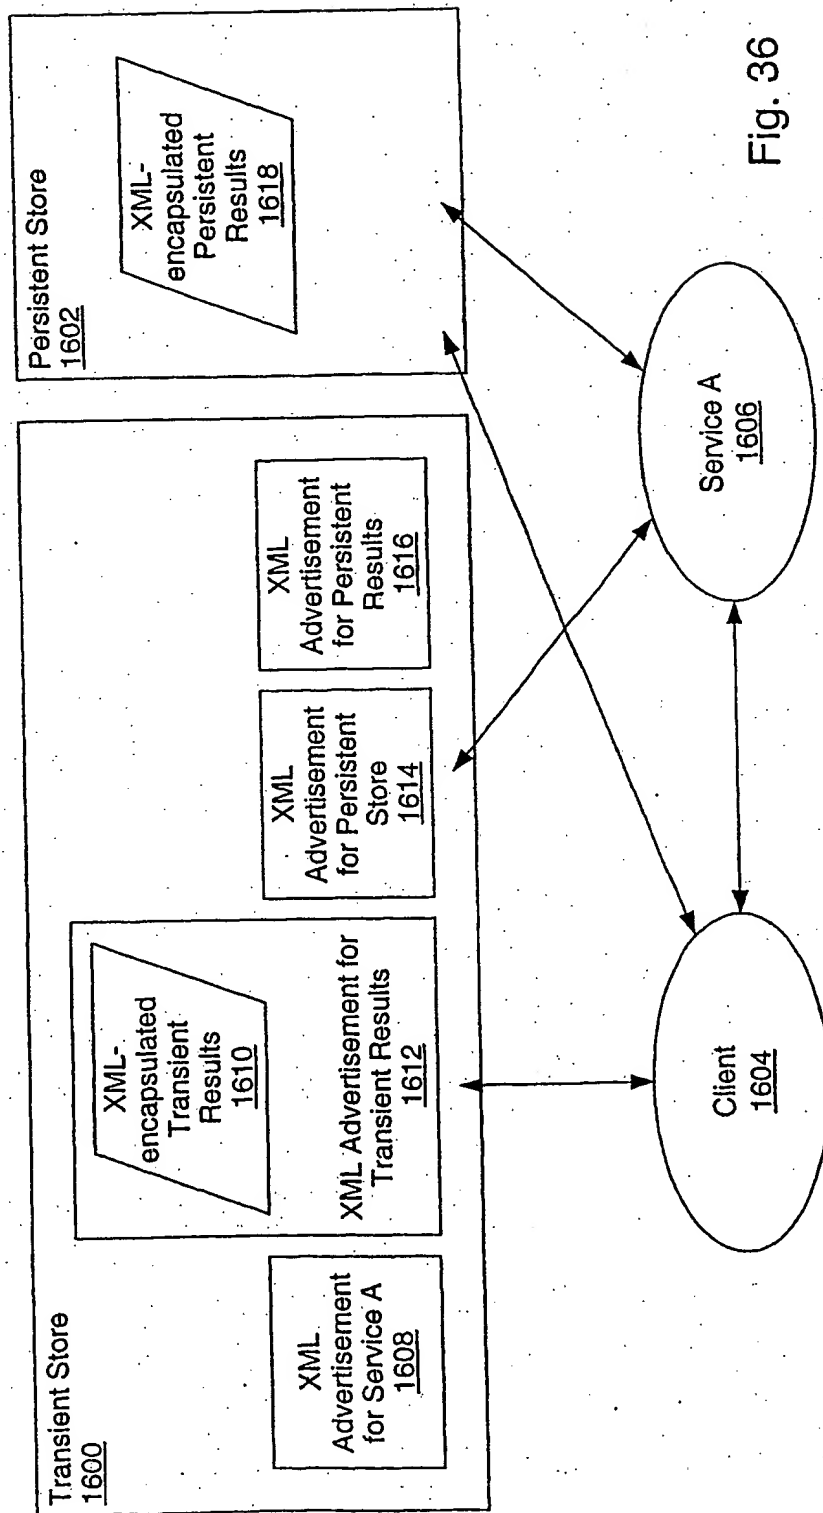 Transient Store
1600
XML
Advertisement
for Service A
1608
XML-
encapsulated
Transient
Results
1610
XML Advertisement for
Transient Results
1612
XML
Advertisement
for Persistent
Store
1614
XML
Advertisement
for Persistent
Results
1616
Persistent Store
1602
XML-
encapsulated
Persistent
Results
1618
Client
1604
Service A
1606
Fig. 36